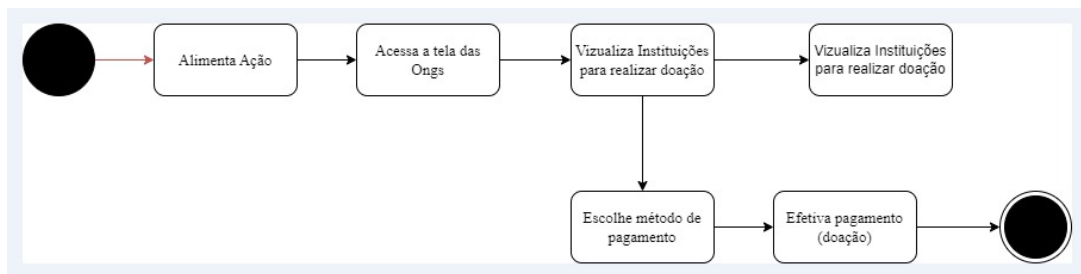 Alimenta Ação
Acessa a tela das
Ongs
Vizualiza Instituições
para realizar doação
Vizualiza Instituições
para realizar doação
Escolhe método de
pagamento
Efetiva pagamento
(doação)